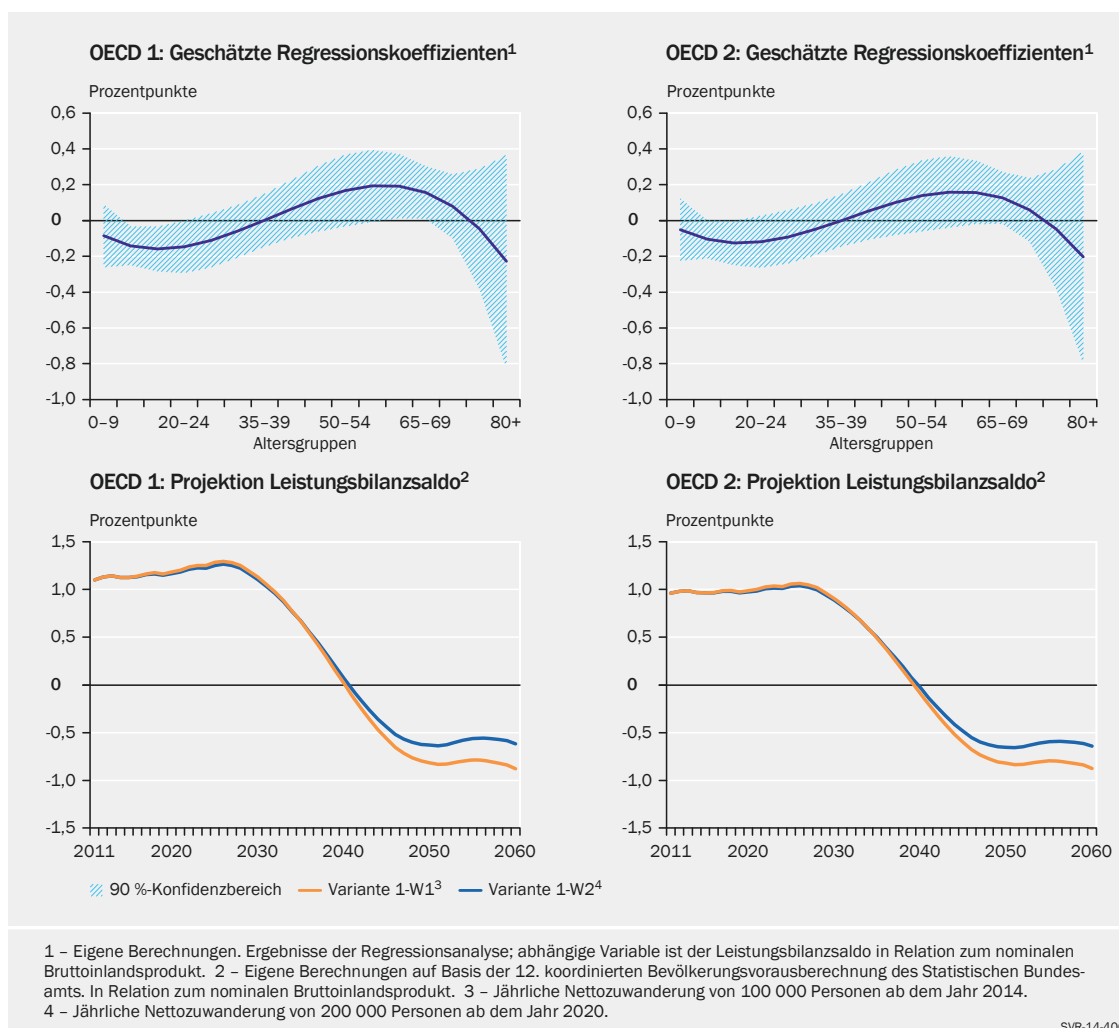 OECD 1: Geschätzte Regressionskoeffizienten¹
Prozentpunkte
0,6
0,4
0,2
0
-0,2
-0,4
-0,6
-0,8
-1,0
0–9 20–24 35–39 50–54 65–69 80+
Altersgruppen
OECD 2: Geschätzte Regressionskoeffizienten¹
Prozentpunkte
0,6
0,4
0,2
0
-0,2
-0,4
-0,6
-0,8
-1,0
0–9 20–24 35–39 50–54 65–69 80+
Altersgruppen
OECD 1: Projektion Leistungsbilanzsaldo²
Prozentpunkte
1,5
1,0
0,5
0
-0,5
-1,0
-1,5
2011 2020 2030 2040 2050 2060
OECD 2: Projektion Leistungsbilanzsaldo²
Prozentpunkte
1,5
1,0
0,5
0
-0,5
-1,0
-1,5
2011 2020 2030 2040 2050 2060
90 %-Konfidenzbereich Variante 1-W1³ Variante 1-W2⁴
1 – Eigene Berechnungen. Ergebnisse der Regressionsanalyse; abhängige Variable ist der Leistungsbilanzsaldo in Relation zum nominalen
Bruttoinlandsprodukt. 2 – Eigene Berechnungen auf Basis der 12. koordinierten Bevölkerungsvorausberechnung des Statistischen Bundes-
amts. In Relation zum nominalen Bruttoinlandsprodukt. 3 – Jährliche Nettozuwanderung von 100 000 Personen ab dem Jahr 2014.
4 – Jährliche Nettozuwanderung von 200 000 Personen ab dem Jahr 2020.